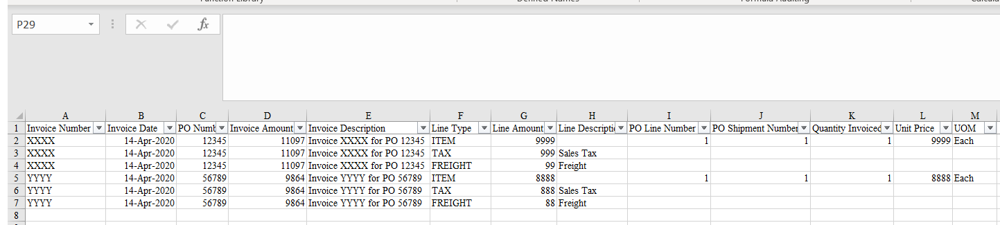 Function Library Defined Names Formula Auditing
P29 fx
A B C D E F G H I J K L M
1 Invoice Number Invoice Date PO Numb Invoice Amount Invoice Description Line Type Line Amount Line Descripti PO Line Number PO Shipment Number Quantity Invoiced Unit Price UOM
2 XXXX 14-Apr-2020 12345 11097 Invoice XXXX for PO 12345 ITEM 9999 1 1 1 9999 Each
3 XXXX 14-Apr-2020 12345 11097 Invoice XXXX for PO 12345 TAX 999 Sales Tax
4 XXXX 14-Apr-2020 12345 11097 Invoice XXXX for PO 12345 FREIGHT 99 Freight
5 YYYY 14-Apr-2020 56789 9864 Invoice YYYY for PO 56789 ITEM 8888 1 1 1 8888 Each
6 YYYY 14-Apr-2020 56789 9864 Invoice YYYY for PO 56789 TAX 888 Sales Tax
7 YYYY 14-Apr-2020 56789 9864 Invoice YYYY for PO 56789 FREIGHT 88 Freight
8